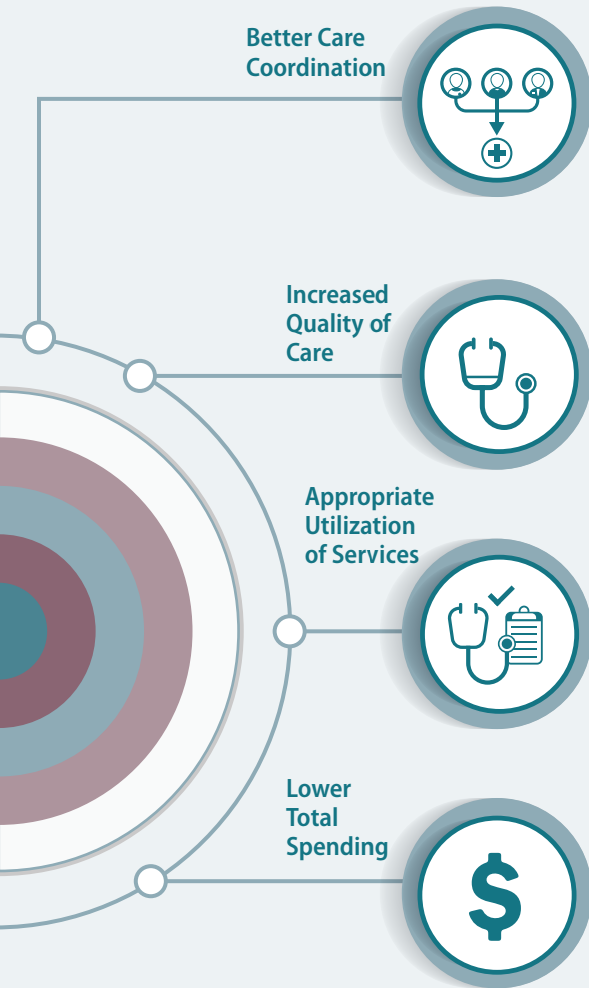 Better Care
Coordination
Increased
Quality of
Care
Appropriate
Utilization
of Services
Lower
Total
Spending
$